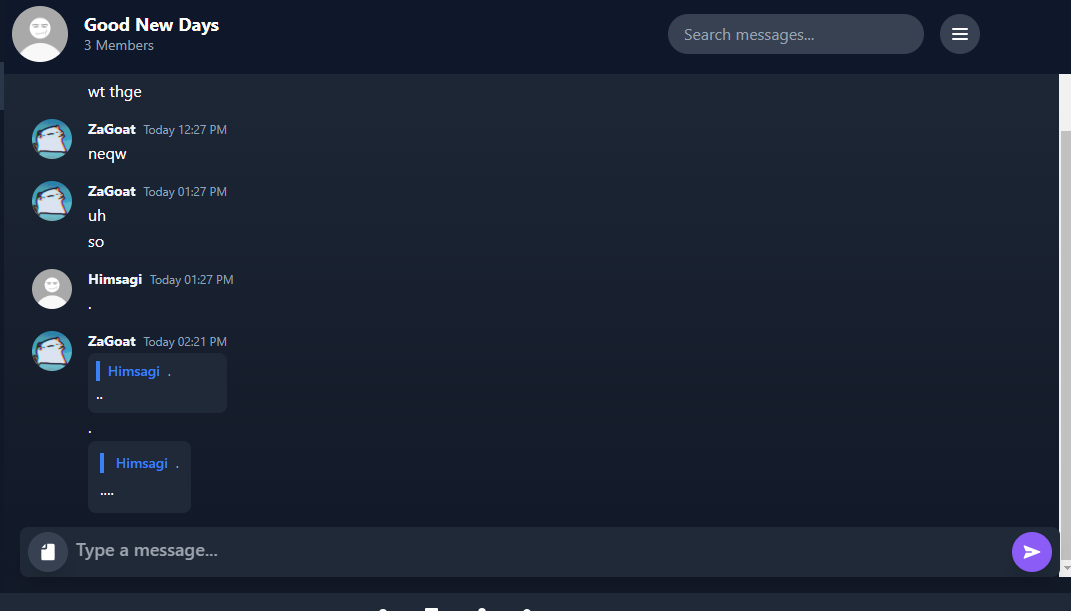 Good New Days
3 Members
Search messages...
wt thge
ZaGoat Today 12:27 PM
neqw
ZaGoat Today 01:27 PM
uh
so
Himsagi Today 01:27 PM
.
ZaGoat Today 02:21 PM
Himsagi .
..
.
Himsagi .
....
Type a message...